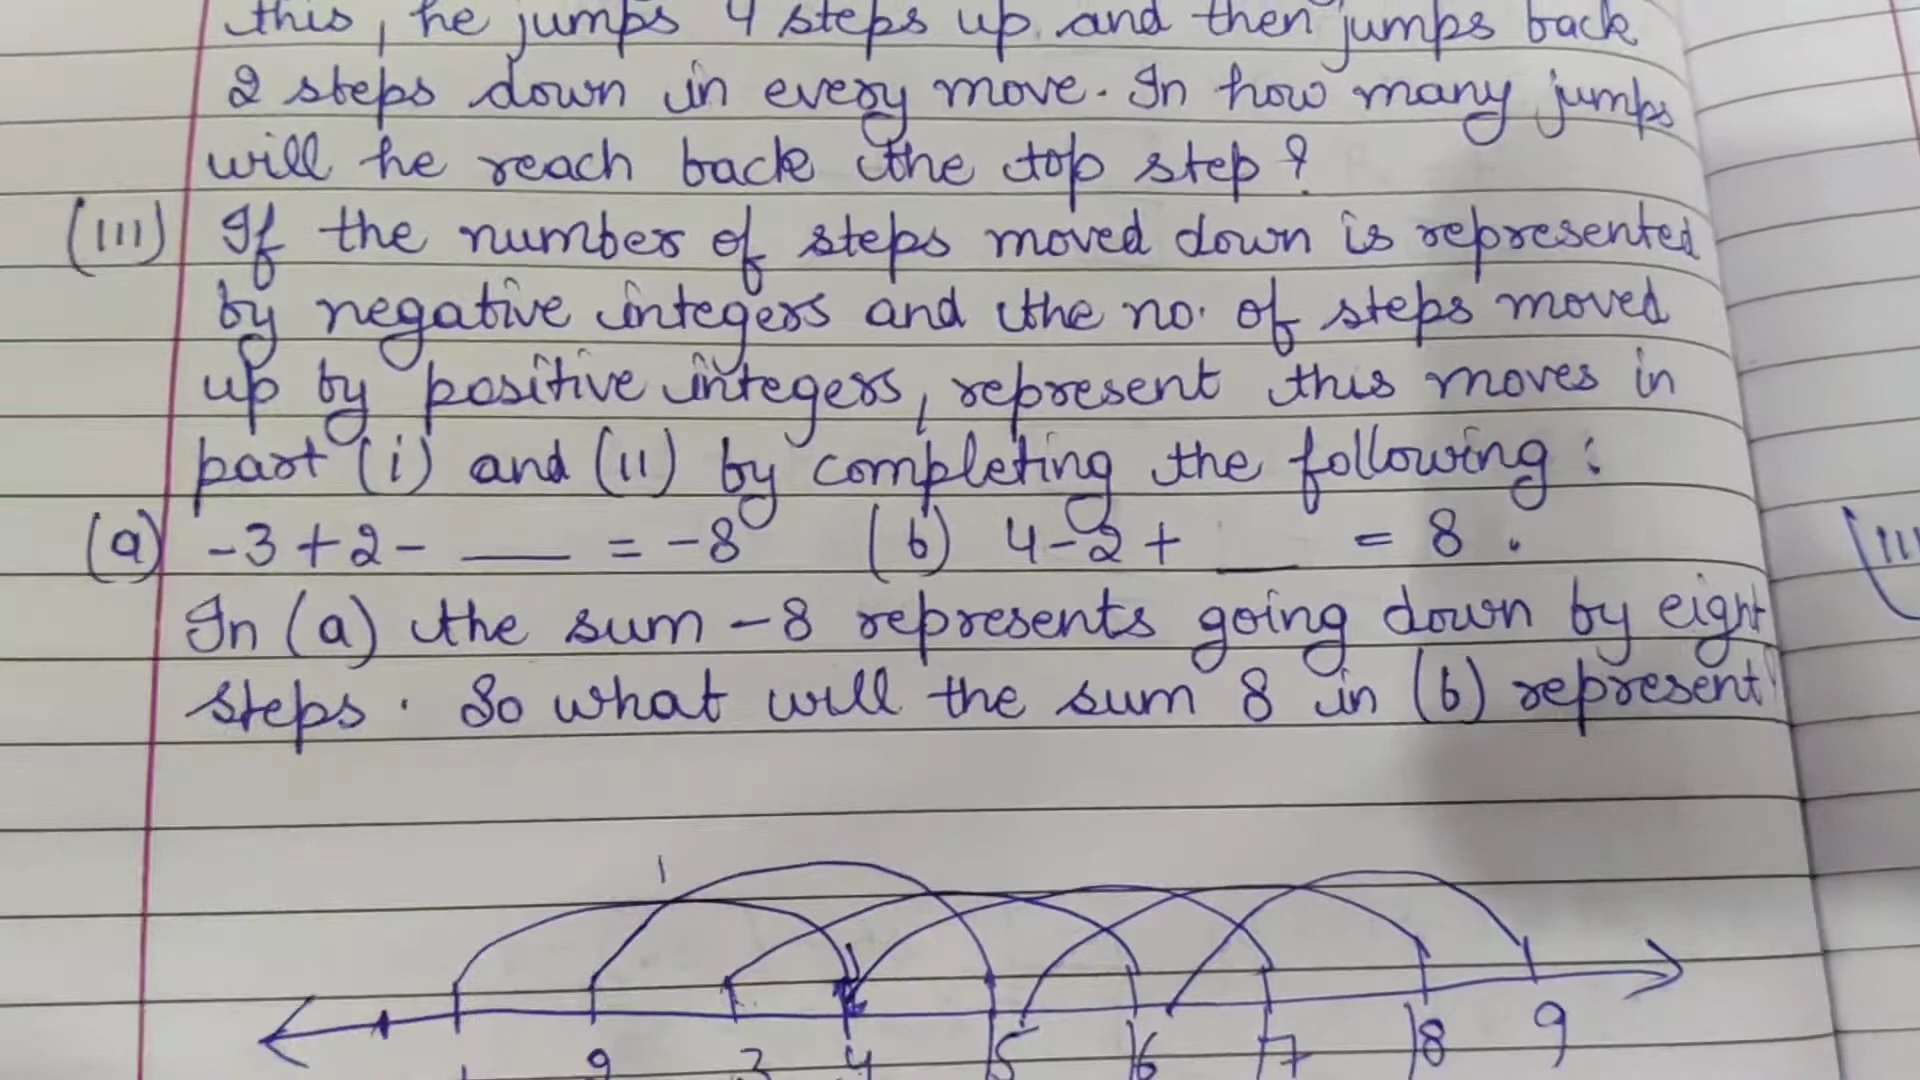 this, he jumps 4 steps up and then jumps back
2 steps down in every move. In how many jumps
will he reach back the top step?
(III) If the number of steps moved down is represented
by negative integers and the no. of steps moved
up by positive integers, represent this moves in
part (i) and (II) by completing the following:
(a) -3+2- ___ = -8 (b) 4-2+ ___ = 8.
In (a) the sum -8 represents going down by eight
steps. So what will the sum 8 in (b) represent
(III
1
3 4 5 6 7 8 9